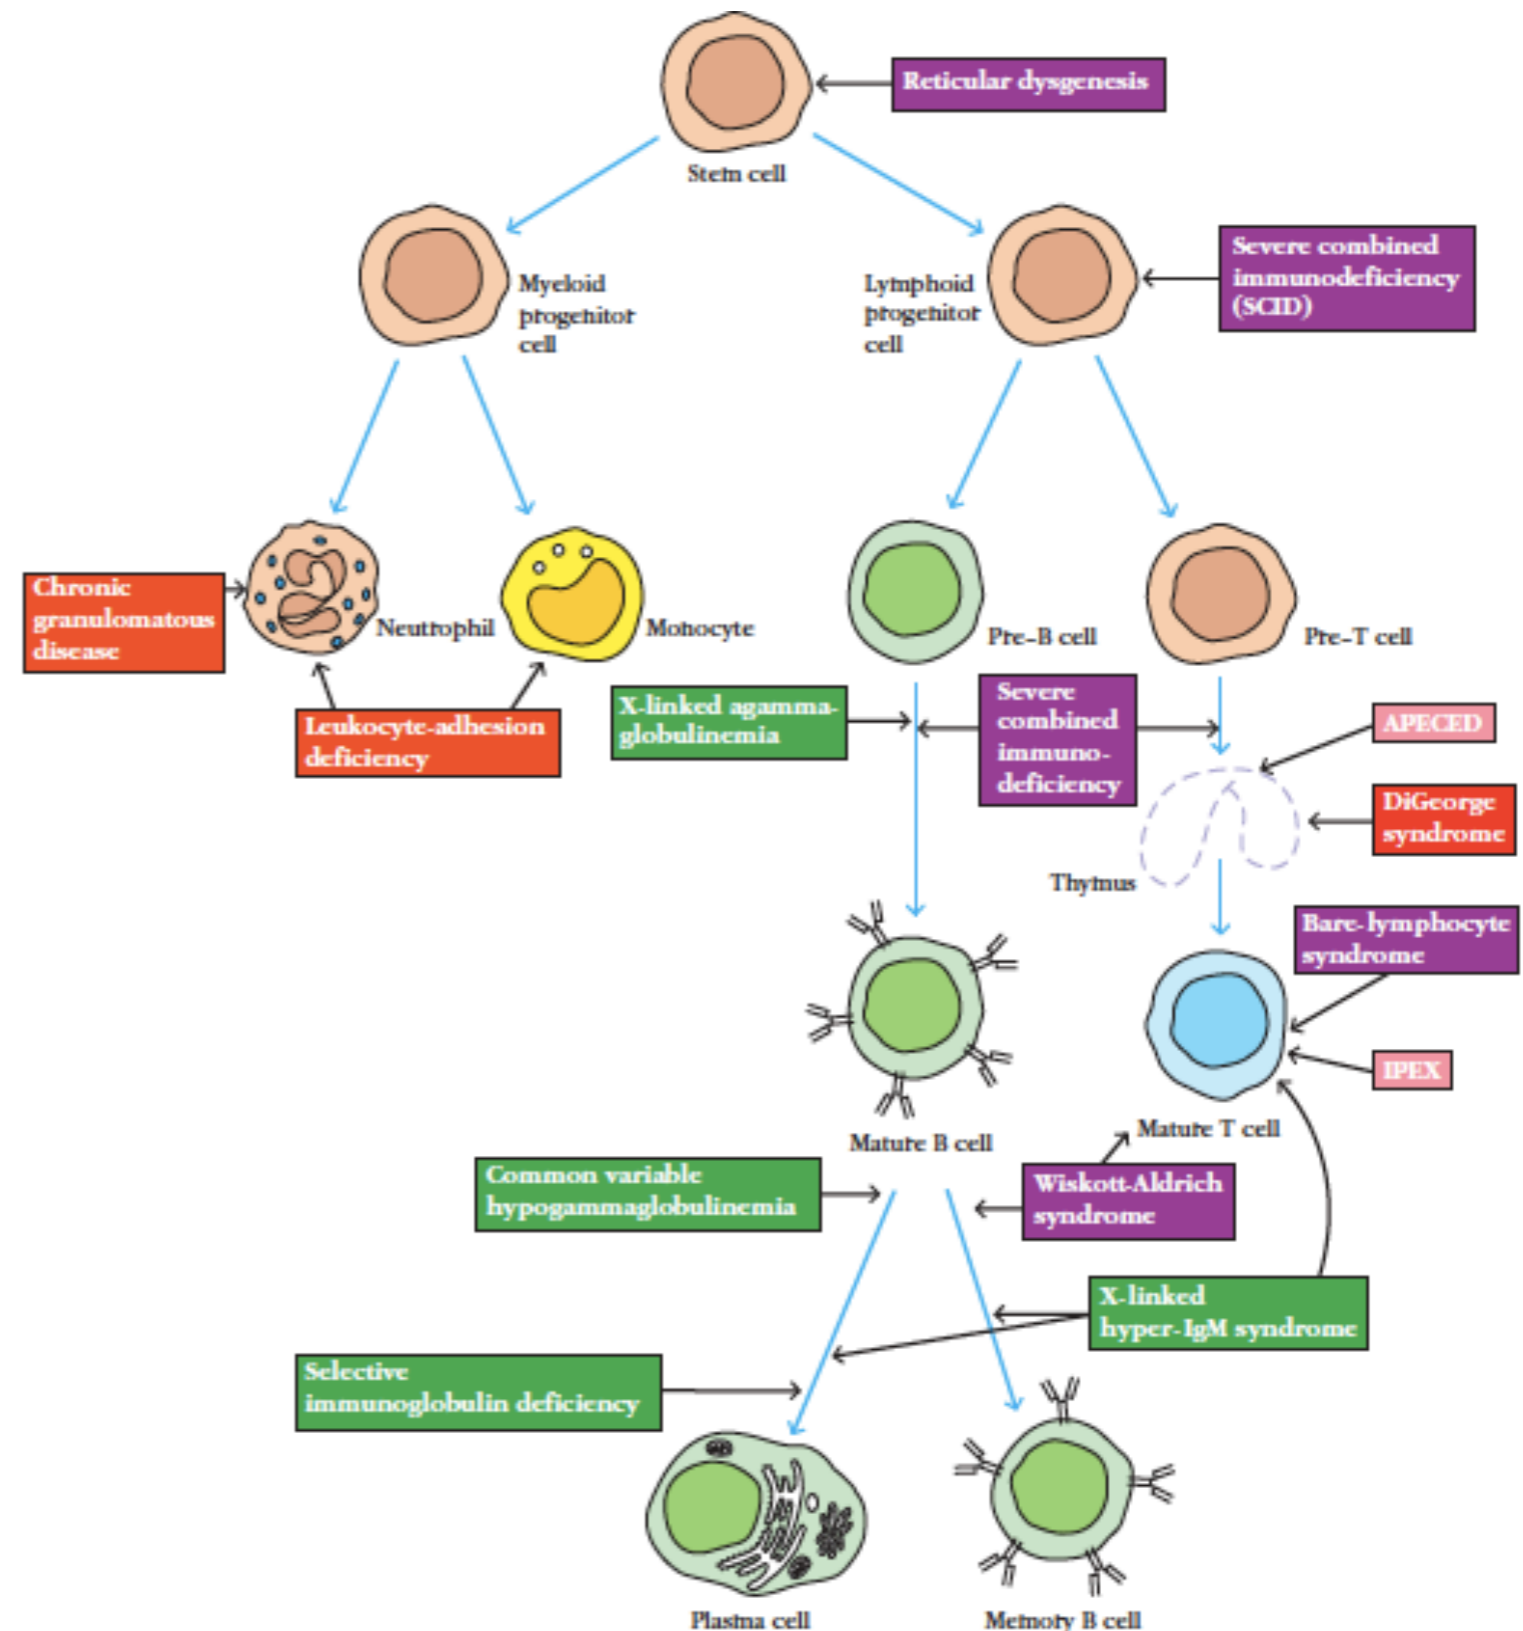 Reticular dysgenesis
Stem cell
Myeloid
progenitor
cell
Lymphoid
progenitor
cell
Severe combined
immunodeficiency
(SCID)
Chronic
granulomatous
disease
Neutrophil
Monocyte
Pre-B cell
Pre-T cell
Leukocyte-adhesion
deficiency
X-linked agamma-
globulinemia
Severe
combined
immuno-
deficiency
APECED
DiGeorge
syndrome
Thymus
Bare-lymphocyte
syndrome
IPEX
Mature B cell
Mature T cell
Common variable
hypogammaglobulinemia
Wiskott-Aldrich
syndrome
X-linked
hyper-IgM syndrome
Selective
immunoglobulin deficiency
Plasma cell
Memory B cell